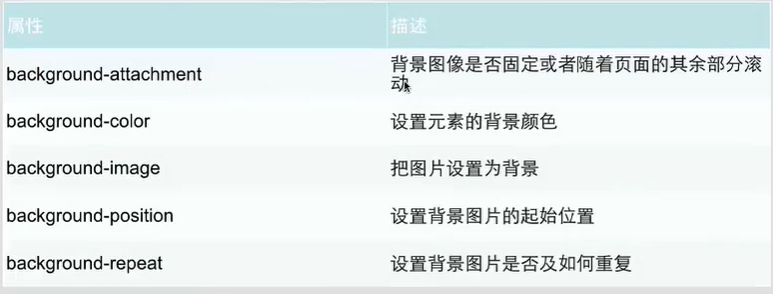 属性 描述
background-attachment 背景图像是否固定或者随着页面的其余部分滚
动
background-color 设置元素的背景颜色
background-image 把图片设置为背景
background-position 设置背景图片的起始位置
background-repeat 设置背景图片是否及如何重复